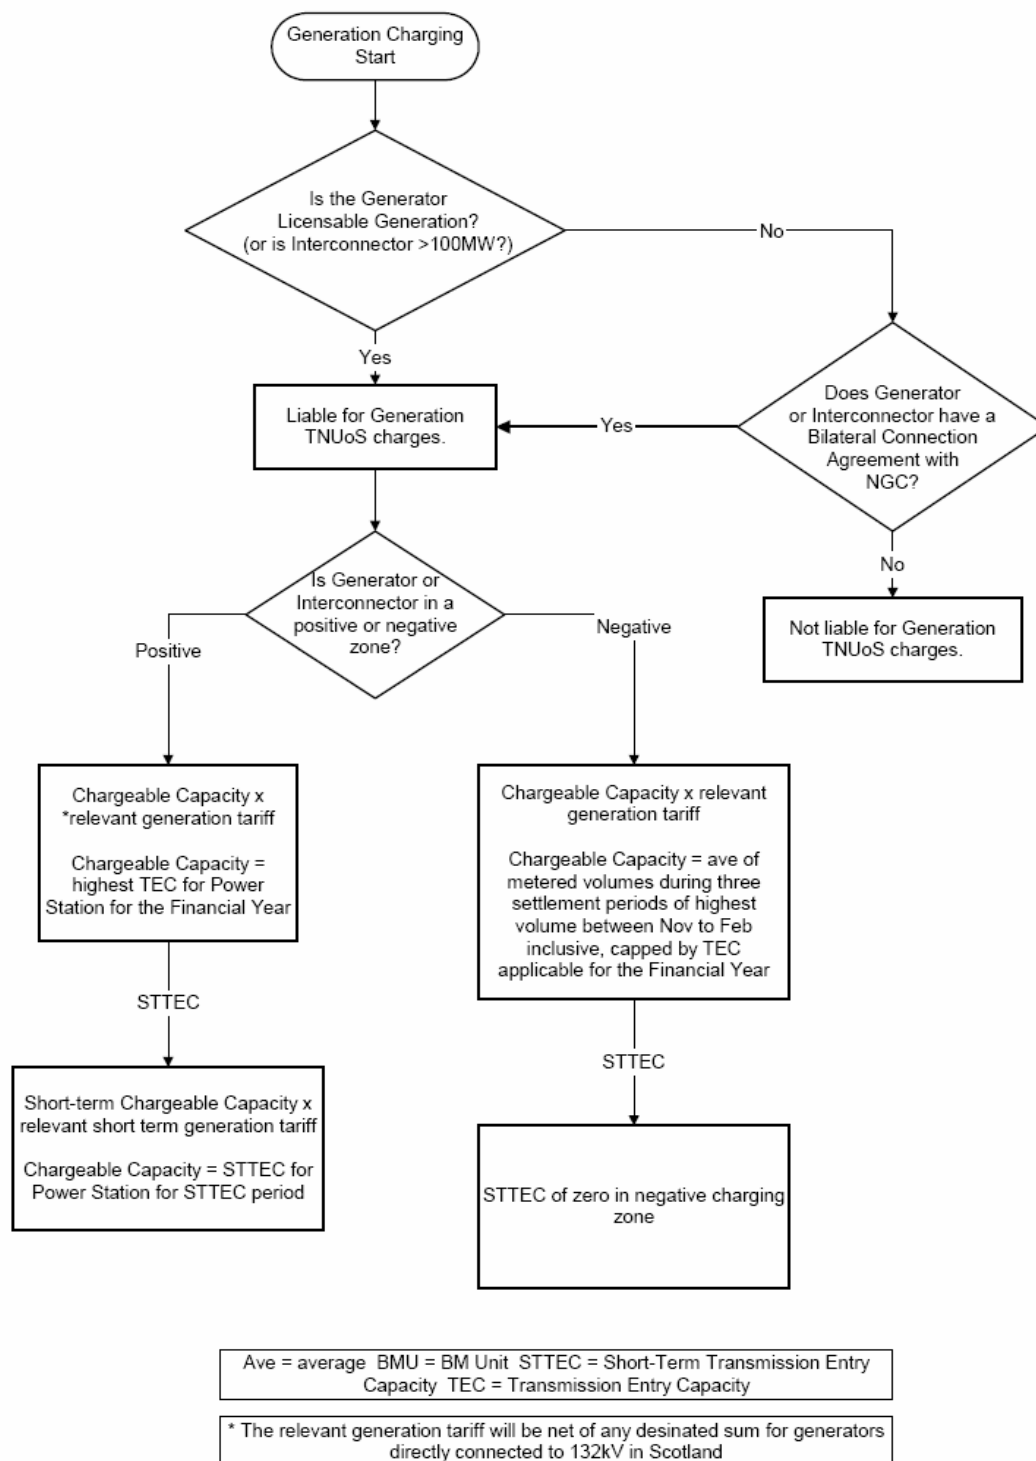 Generation Charging
Start
Is the Generator
Licensable Generation?
(or is Interconnector >100MW?)
No
Yes
Does Generator
or Interconnector have a
Bilateral Connection
Agreement with
NGC?
Liable for Generation
TNUoS charges.
Yes
No
Is Generator or
Interconnector in a
positive or negative
zone?
Positive
Negative
Not liable for Generation
TNUoS charges.
Chargeable Capacity x
*relevant generation tariff
Chargeable Capacity =
highest TEC for Power
Station for the Financial Year
Chargeable Capacity x relevant
generation tariff
Chargeable Capacity = ave of
metered volumes during three
settlement periods of highest
volume between Nov to Feb
inclusive, capped by TEC
applicable for the Financial Year
STTEC
STTEC
Short-term Chargeable Capacity x
relevant short term generation tariff
Chargeable Capacity = STTEC for
Power Station for STTEC period
STTEC of zero in negative charging
zone
Ave = average  BMU = BM Unit  STTEC = Short-Term Transmission Entry
Capacity  TEC = Transmission Entry Capacity
* The relevant generation tariff will be net of any desinated sum for generators
directly connected to 132kV in Scotland